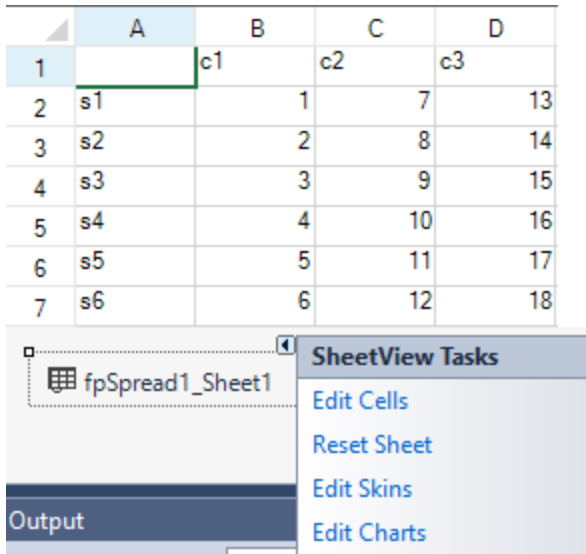 A B C D
1 c1 c2 c3
2 s1 1 7 13
3 s2 2 8 14
4 s3 3 9 15
5 s4 4 10 16
6 s5 5 11 17
7 s6 6 12 18
fpSpread1_Sheet1
SheetView Tasks
Edit Cells
Reset Sheet
Edit Skins
Edit Charts
Output